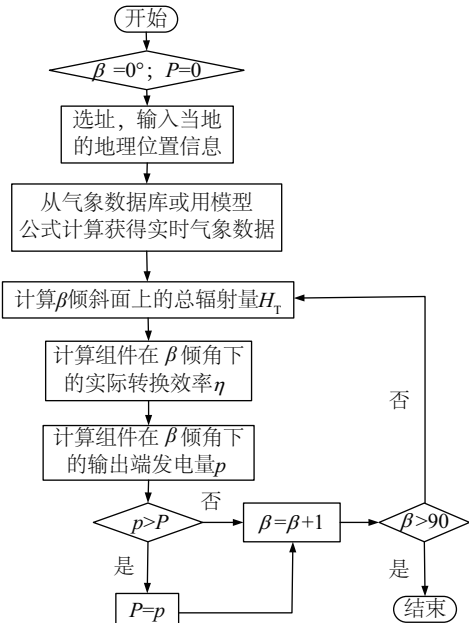 开始
β =0°；P=0
选址，输入当地
的地理位置信息
从气象数据库或用模型
公式计算获得实时气象数据
计算β倾斜面上的总辐射量H_T
计算组件在 β 倾角下
的实际转换效率η
计算组件在 β 倾角下
的输出端发电量p
p>P
否
β=β+1
β>90
否
是
P=p
是
结束